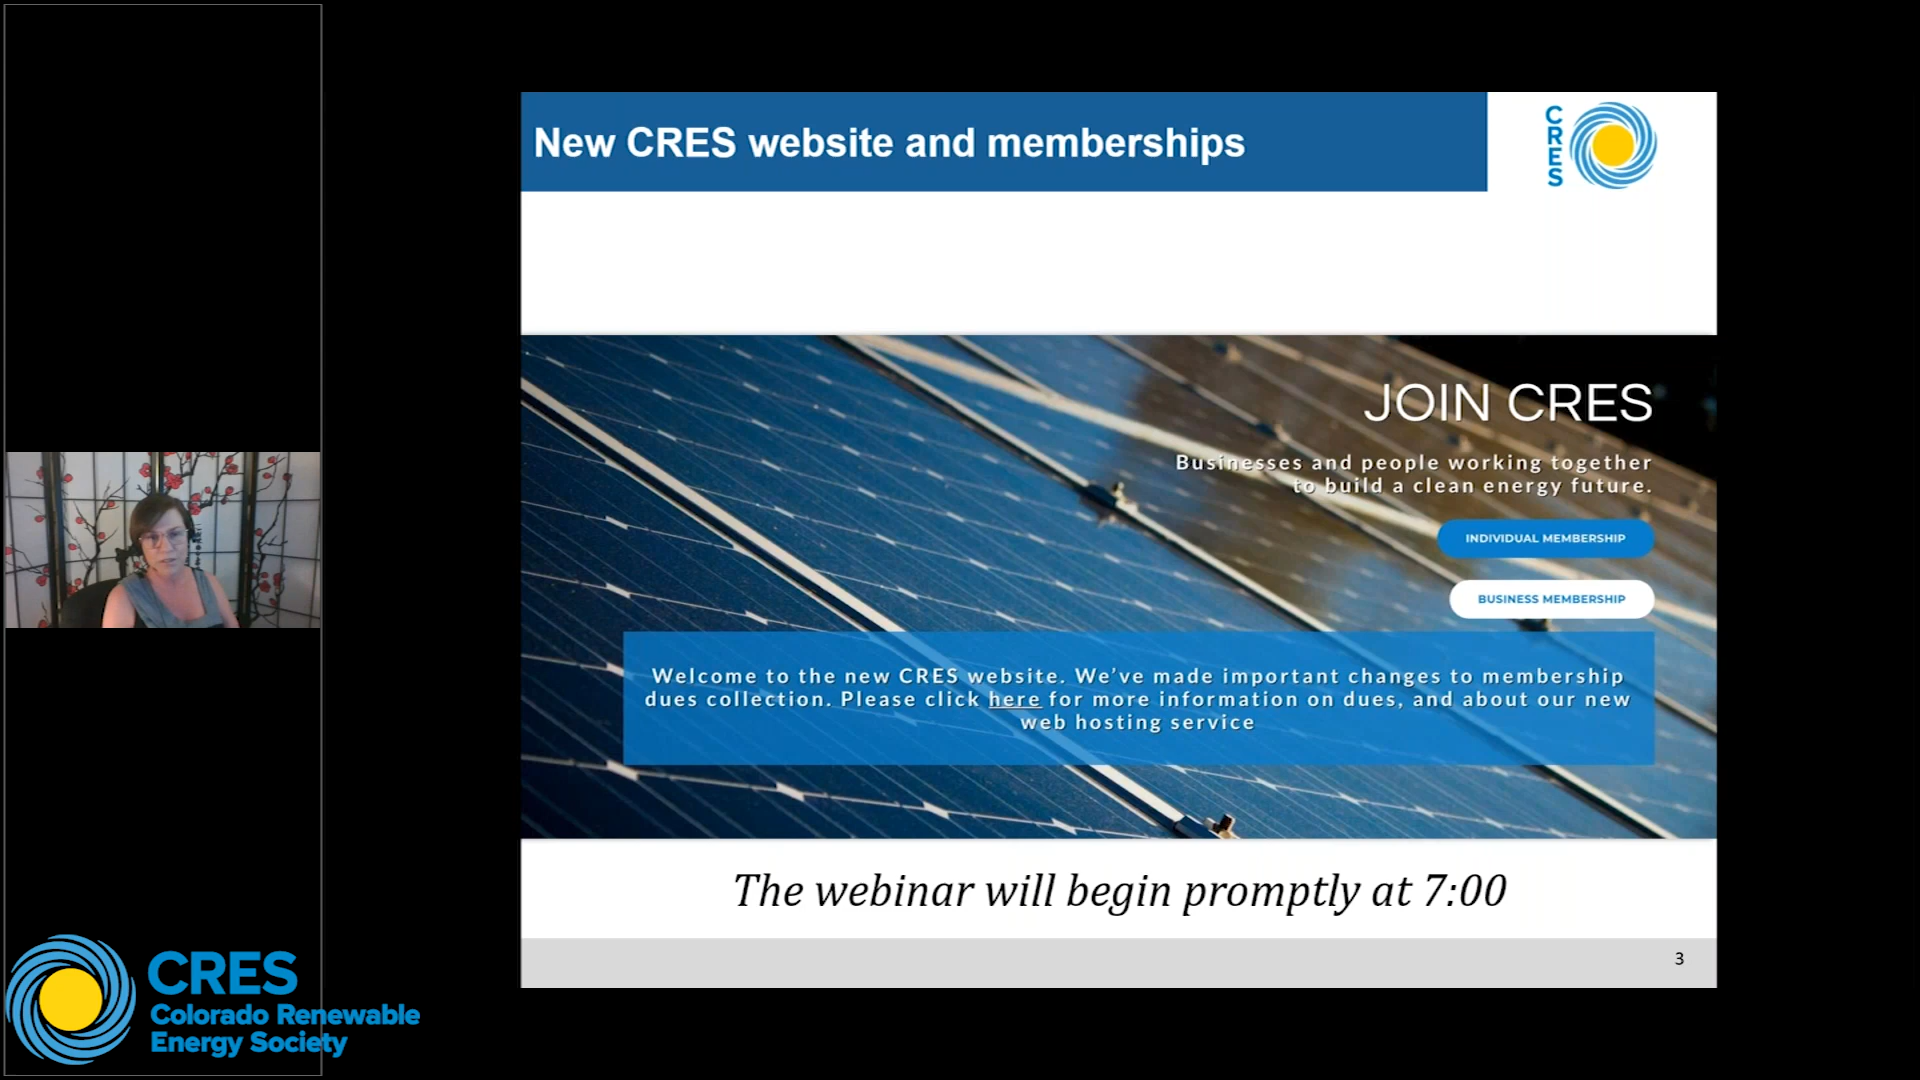 New CRES website and memberships
CRES
JOIN CRES
Businesses and people working together
to build a clean energy future.
INDIVIDUAL MEMBERSHIP
BUSINESS MEMBERSHIP
Welcome to the new CRES website. We’ve made important changes to membership
dues collection. Please click here for more information on dues, and about our new
web hosting service
The webinar will begin promptly at 7:00
3
CRES
Colorado Renewable
Energy Society